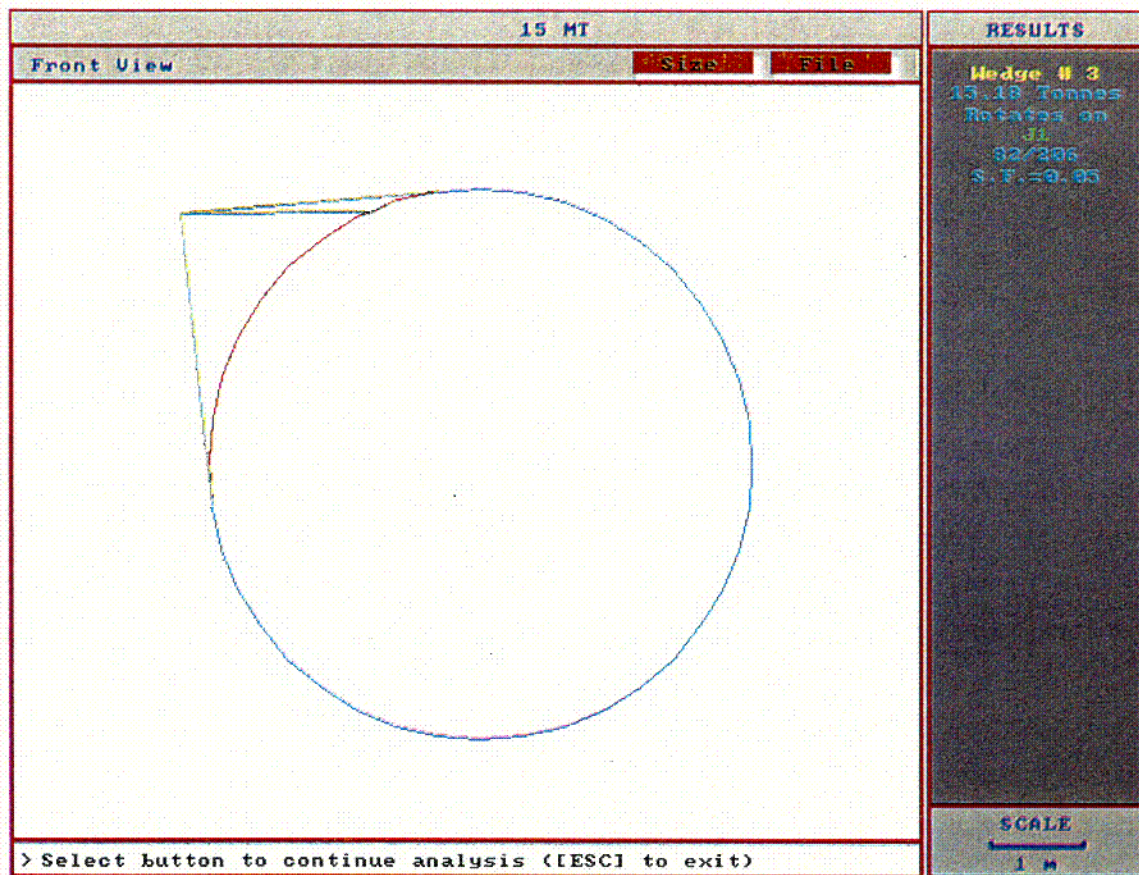 15 MT
Front View
Size
File
RESULTS
Wedge # 3
15.18 Tonnes
Rotates on
J1
82/206
S.F.=0.05
SCALE
1 m
> Select button to continue analysis ([ESC] to exit)